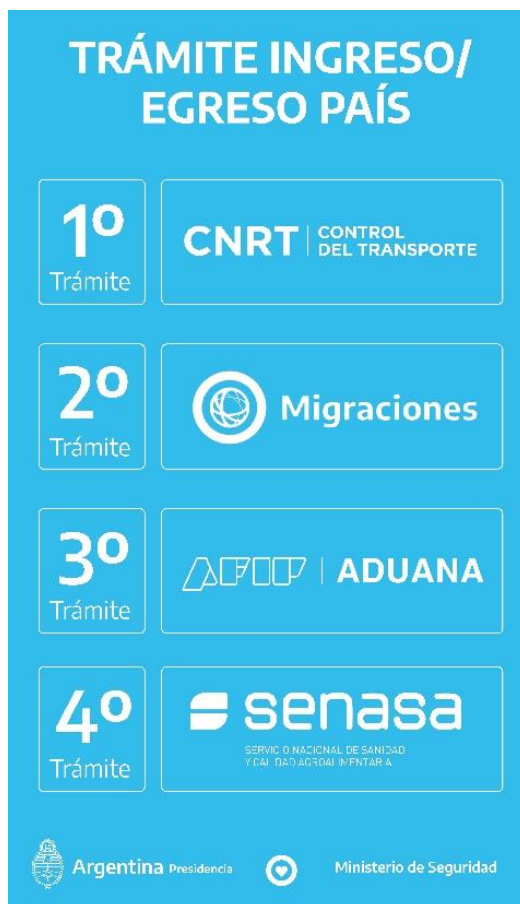 TRÁMITE INGRESO/
EGRESO PAÍS
1º
Trámite
CNRT
CONTROL
DEL TRANSPORTE
2º
Trámite
Migraciones
3º
Trámite
AFIP
ADUANA
4º
Trámite
senasa
SERVICIO NACIONAL DE SANIDAD
Y CALIDAD AGROALIMENTARIA
Argentina Presidencia
Ministerio de Seguridad